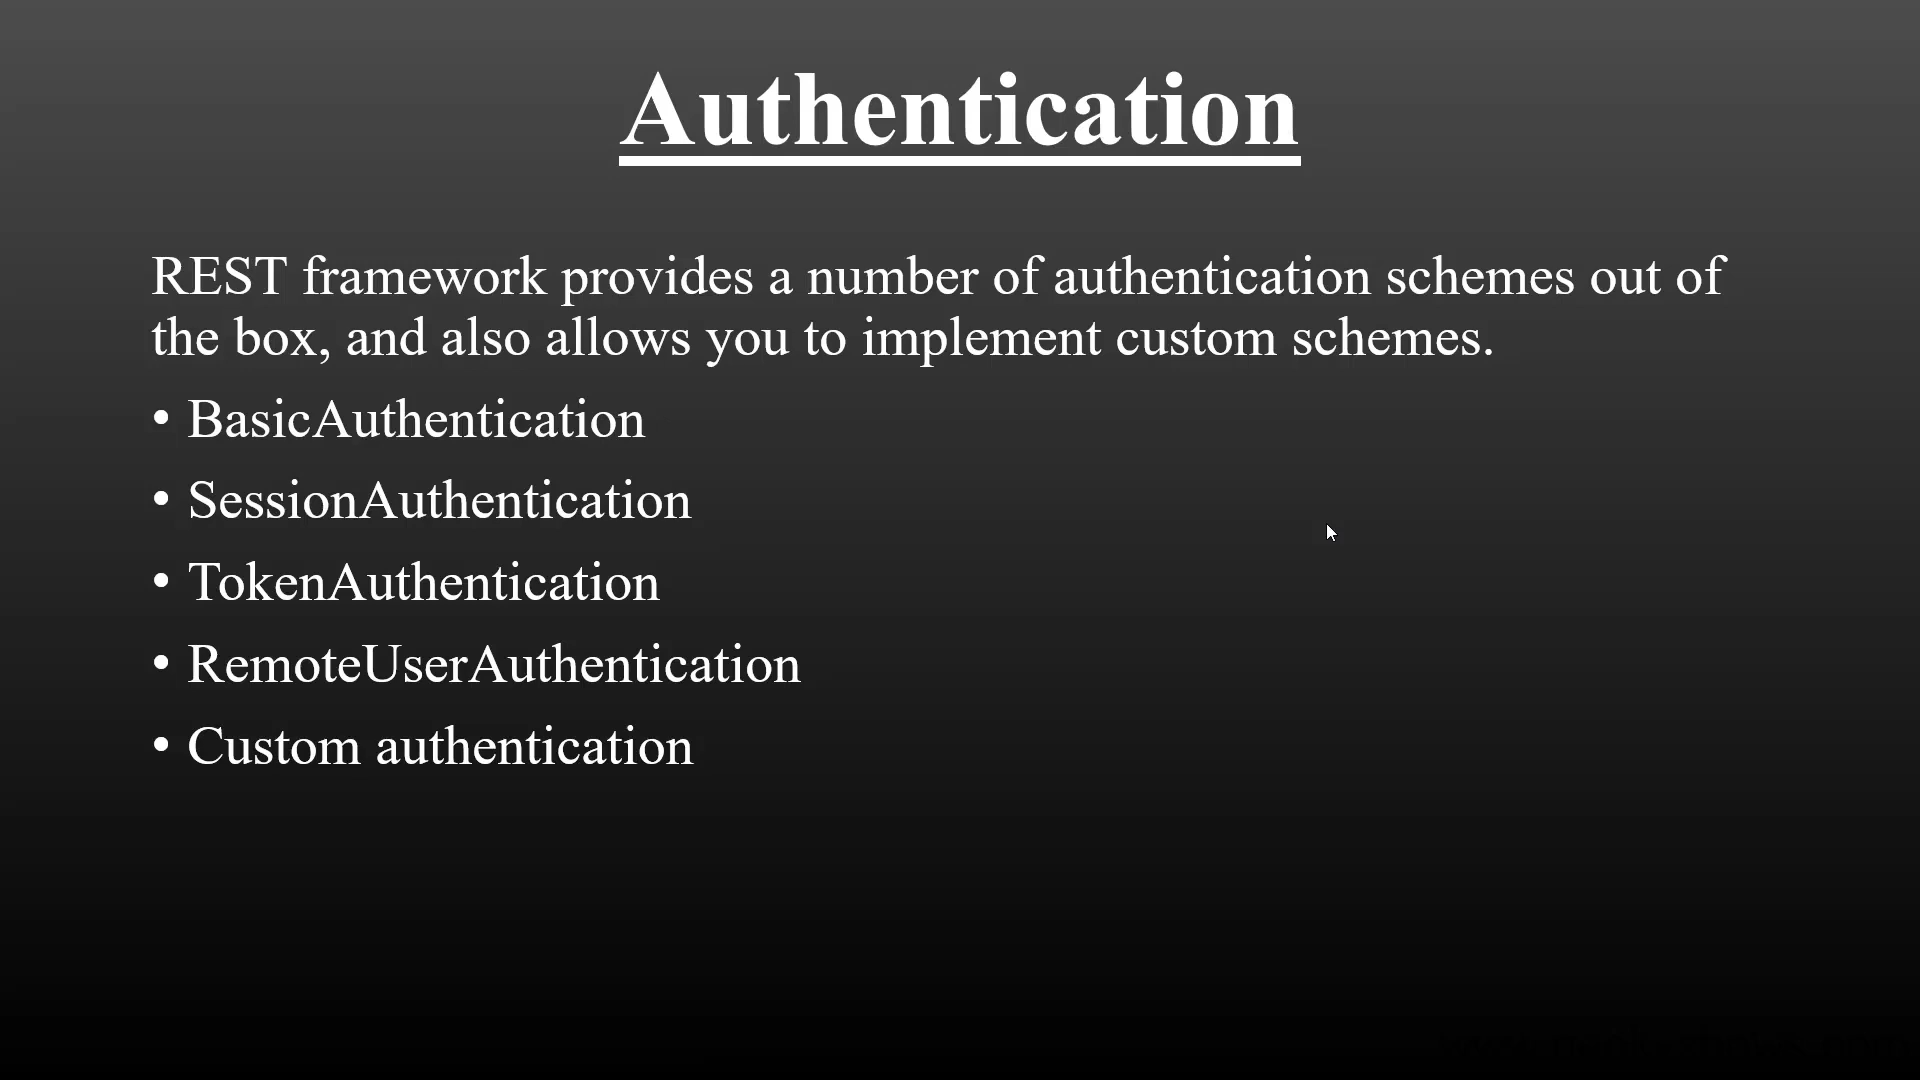 Authentication
REST framework provides a number of authentication schemes out of
the box, and also allows you to implement custom schemes.
• BasicAuthentication
• SessionAuthentication
• TokenAuthentication
• RemoteUserAuthentication
• Custom authentication